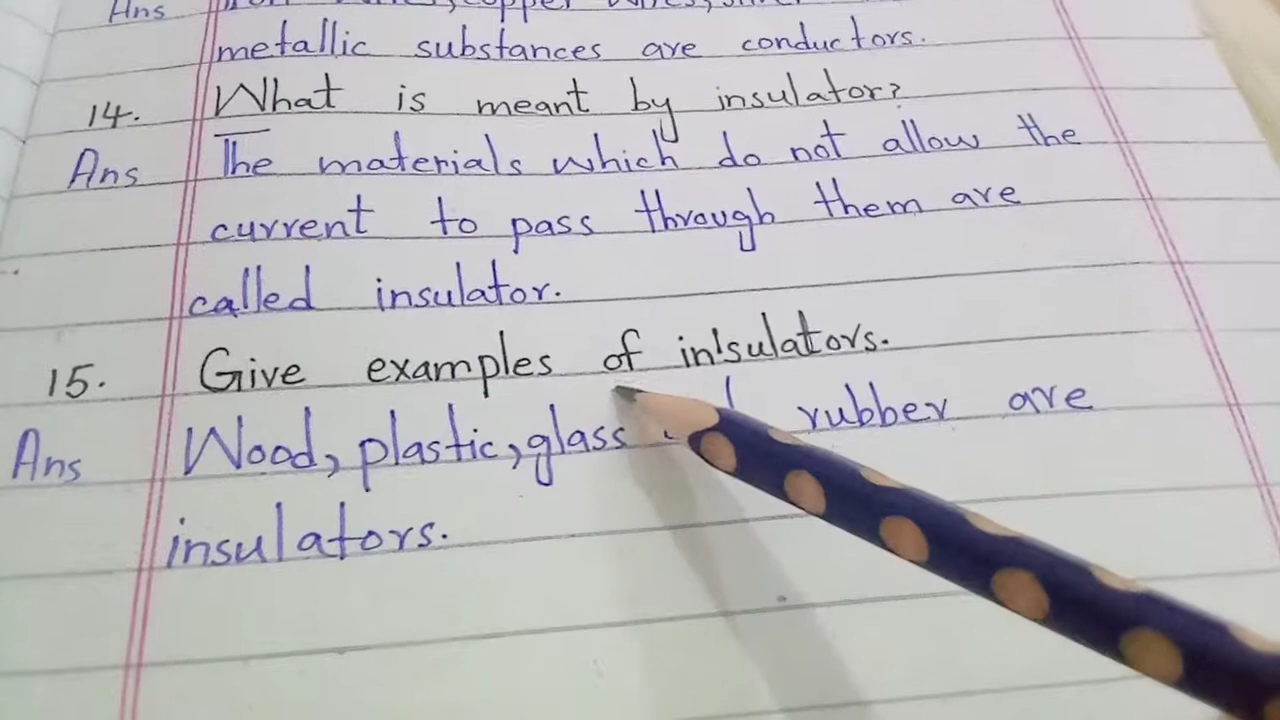 Ans
metallic substances are conductors.
14. What is meant by insulator?
Ans The materials which do not allow the
current to pass through them are
called insulator.
15. Give examples of insulators.
Ans Wood, plastic, glass rubber are
insulators.